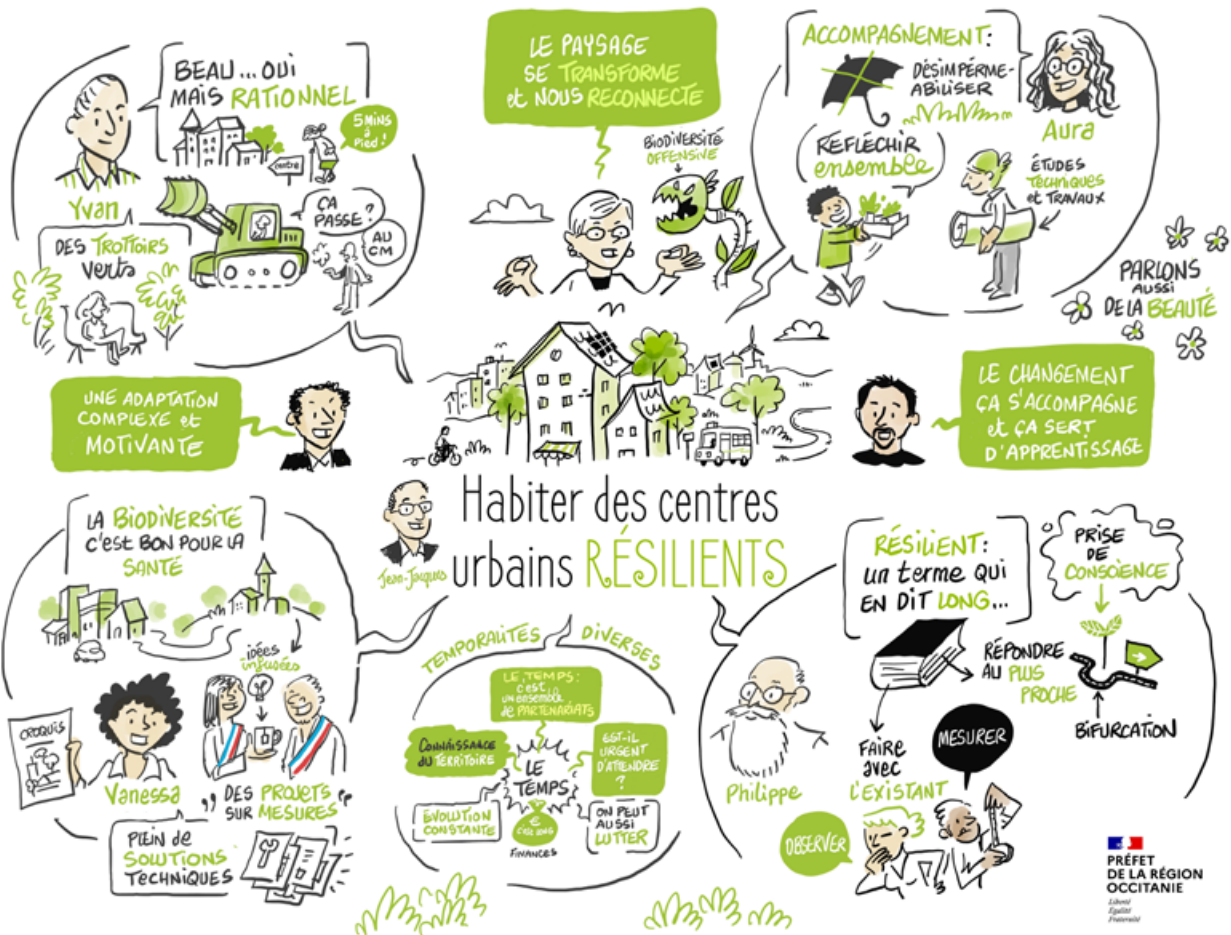 BEAU... OUI
MAIS RATIONNEL
5 MINS
à
PiED!
centre
Yvan
ÇA
PASSE ?
AU
CM
DES TROTTOIRS
verts
LE PAYSAGE
SE TRANSFORME
et NOUS RECONNECTE
BIODIVERSITÉ
OFFENSIVE
ACCOMPAGNEMENT:
DÉSIMPERMÉ-
ABILISER
Aura
RÉFLÉCHIR
ensemble
ÉTUDES
TECHNIQUES
et TRAVAUX
PARLONS
AUSSI
DE LA BEAUTÉ
UNE ADAPTATION
COMPLEXE et
MOTIVANTE
LE CHANGEMENT
ÇA S'ACCOMPAGNE
et ÇA SERT
D'APPRENTISSAGE
Jean-Jacques
Habiter des centres
urbains RÉSILIENTS
LA BIODIVERSITÉ
C'est BON POUR LA
SANTÉ
idées
infusées
CROQUIS
Vanessa
" DES PROJETS "
SUR MESURES
PLEIN de
SOLUTIONS
TECHNIQUES
TEMPORALITÉS DIVERSES
LE TEMPS:
c'est
UN ensemble
de PARTENARIATS
CONNAISSANCE
DU TERRITOIRE
EST-IL
URGENT
D'ATTENDRE
?
LE
TEMPS
ÉVOLUTION
CONSTANTE
€
FINANCES
ON PEUT
AUSSI
LUTTER
RÉSILIENT:
un terme QUI
EN DIT LONG...
PRISE
DE
CONSCIENCE
RÉPONDRE
AU PLUS
PROCHE
BIFURCATION
Philippe
FAIRE
avec
L'EXISTANT
MESURER
OBSERVER
PRÉFET
DE LA RÉGION
OCCITANIE
Liberté
Égalité
Fraternité